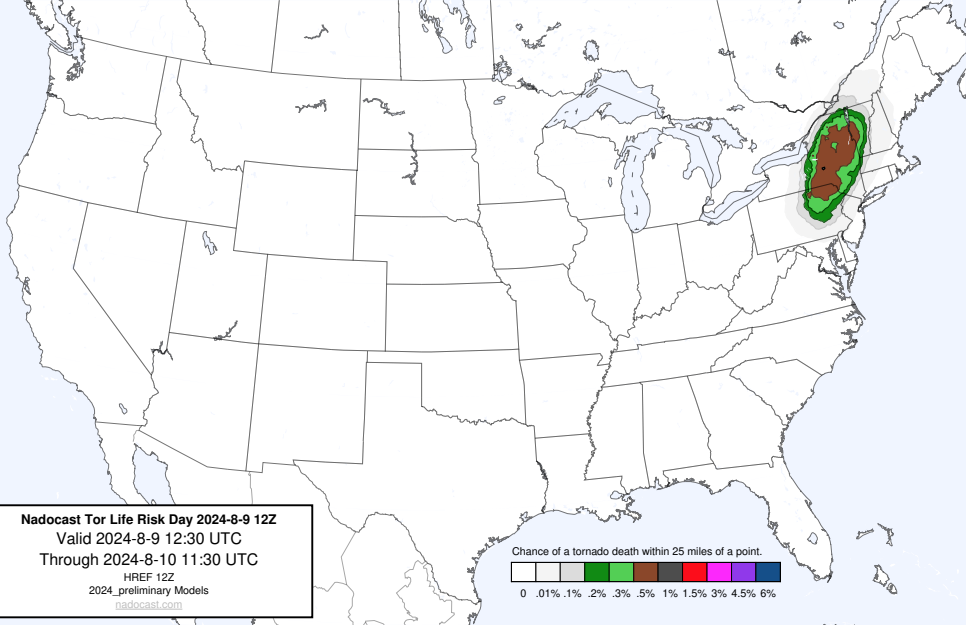 Nadocast Tor Life Risk Day 2024-8-9 12Z
Valid 2024-8-9 12:30 UTC
Through 2024-8-10 11:30 UTC
HREF 12Z
2024_preliminary Models
nadocast.com
Chance of a tornado death within 25 miles of a point.
0 .01% .1% .2% .3% .5% 1% 1.5% 3% 4.5% 6%